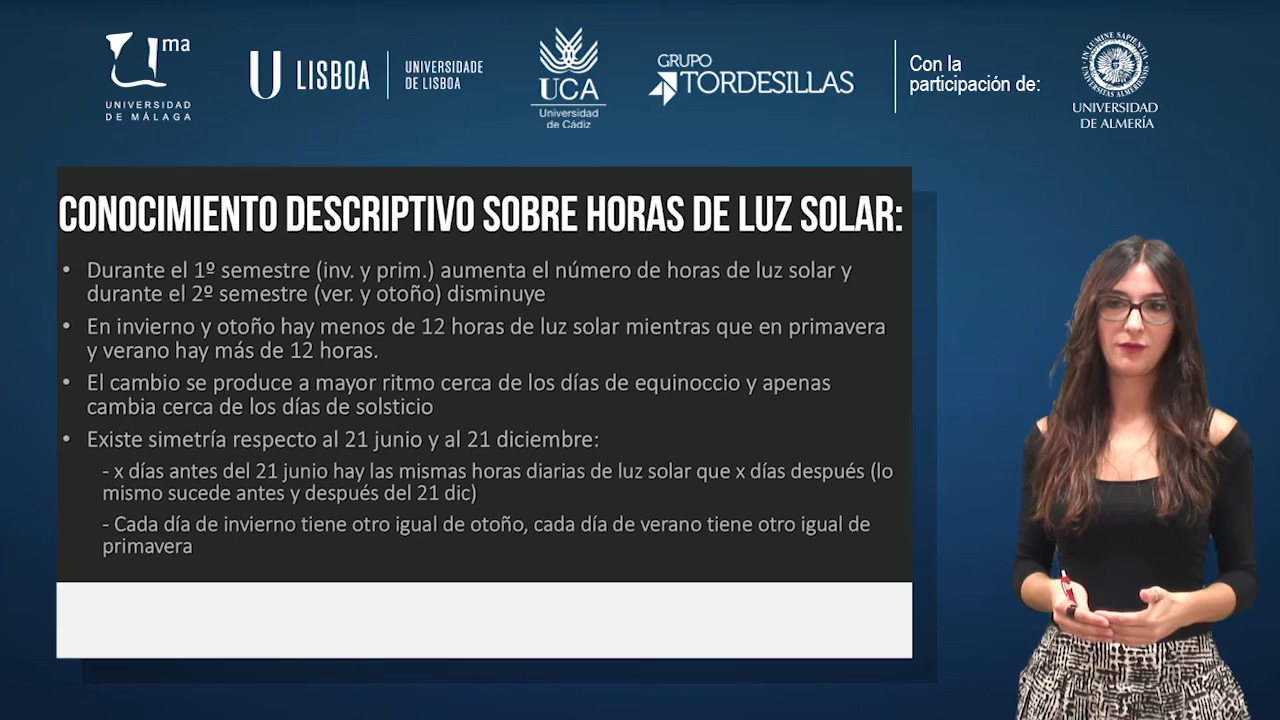 uma
UNIVERSIDAD
DE MÁLAGA
U LISBOA
UNIVERSIDADE
DE LISBOA
UCA
Universidad
de Cádiz
GRUPO
TORDESILLAS
Con la
participación de:
UNIVERSIDAD
DE ALMERÍA
CONOCIMIENTO DESCRIPTIVO SOBRE HORAS DE LUZ SOLAR:
• Durante el 1º semestre (inv. y prim.) aumenta el número de horas de luz solar y
durante el 2º semestre (ver. y otoño) disminuye
• En invierno y otoño hay menos de 12 horas de luz solar mientras que en primavera
y verano hay más de 12 horas.
• El cambio se produce a mayor ritmo cerca de los días de equinoccio y apenas
cambia cerca de los días de solsticio
• Existe simetría respecto al 21 junio y al 21 diciembre:
- x días antes del 21 junio hay las mismas horas diarias de luz solar que x días después (lo
mismo sucede antes y después del 21 dic)
- Cada día de invierno tiene otro igual de otoño, cada día de verano tiene otro igual de
primavera